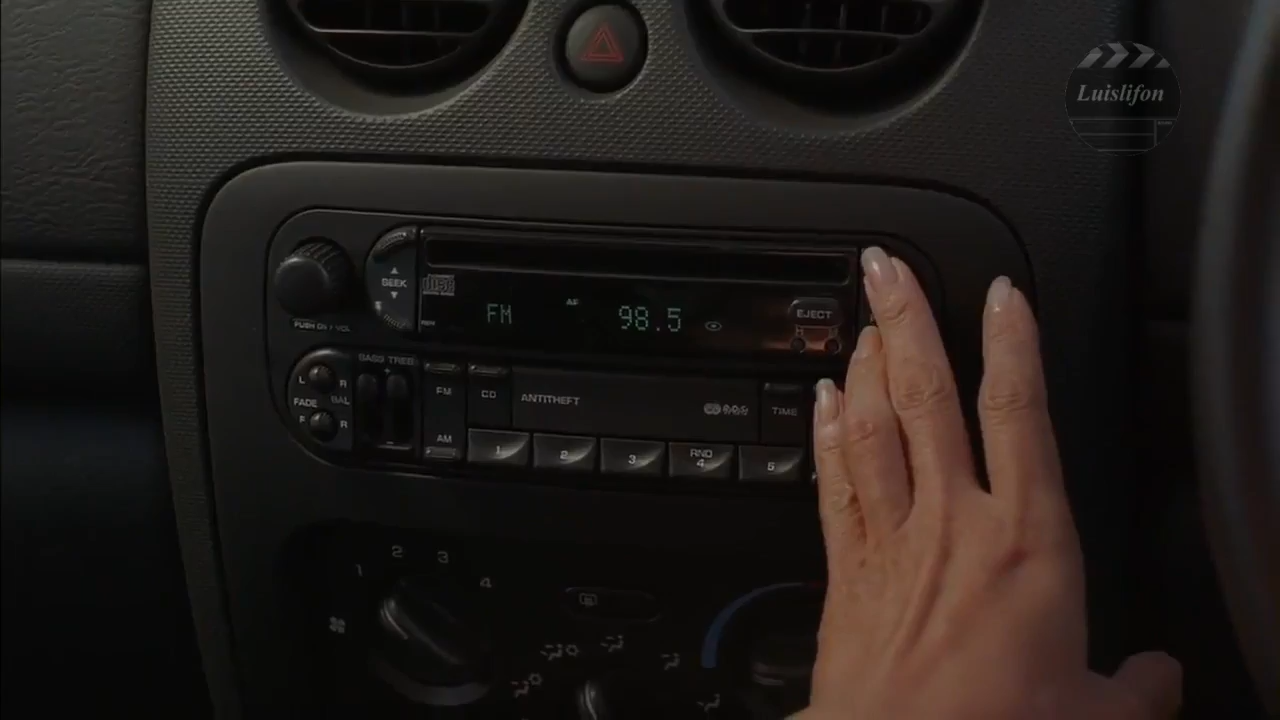 Luislifon
SEEK
disc
FM
AF
98.5
EJECT
PUSH ON / VOL
BASS TREB
L R
FADE BAL
F R
FM
CD
ANTITHEFT
TIME
AM
1
2
3
RND
4
5
1 2 3 4